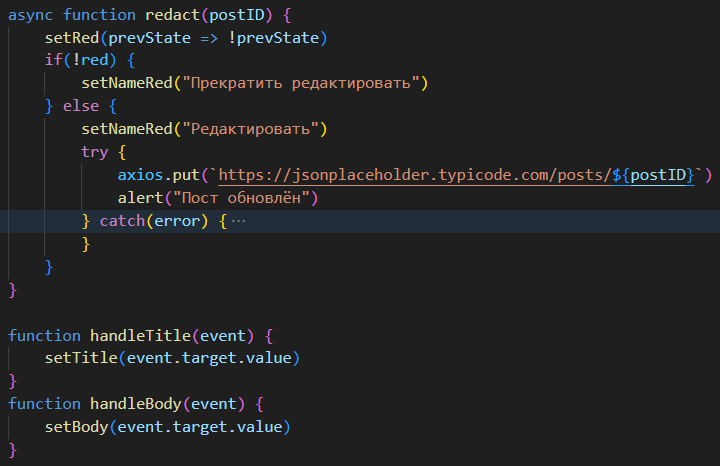 async function redact(postID) {
    setRed(prevState => !prevState)
    if(!red) {
        setNameRed("Прекратить редактировать")
    } else {
        setNameRed("Редактировать")
        try {
            axios.put(`https://jsonplaceholder.typicode.com/posts/${postID}`)
            alert("Пост обновлён")
        } catch(error) {⋯
        }
    }
}

function handleTitle(event) {
    setTitle(event.target.value)
}
function handleBody(event) {
    setBody(event.target.value)
}